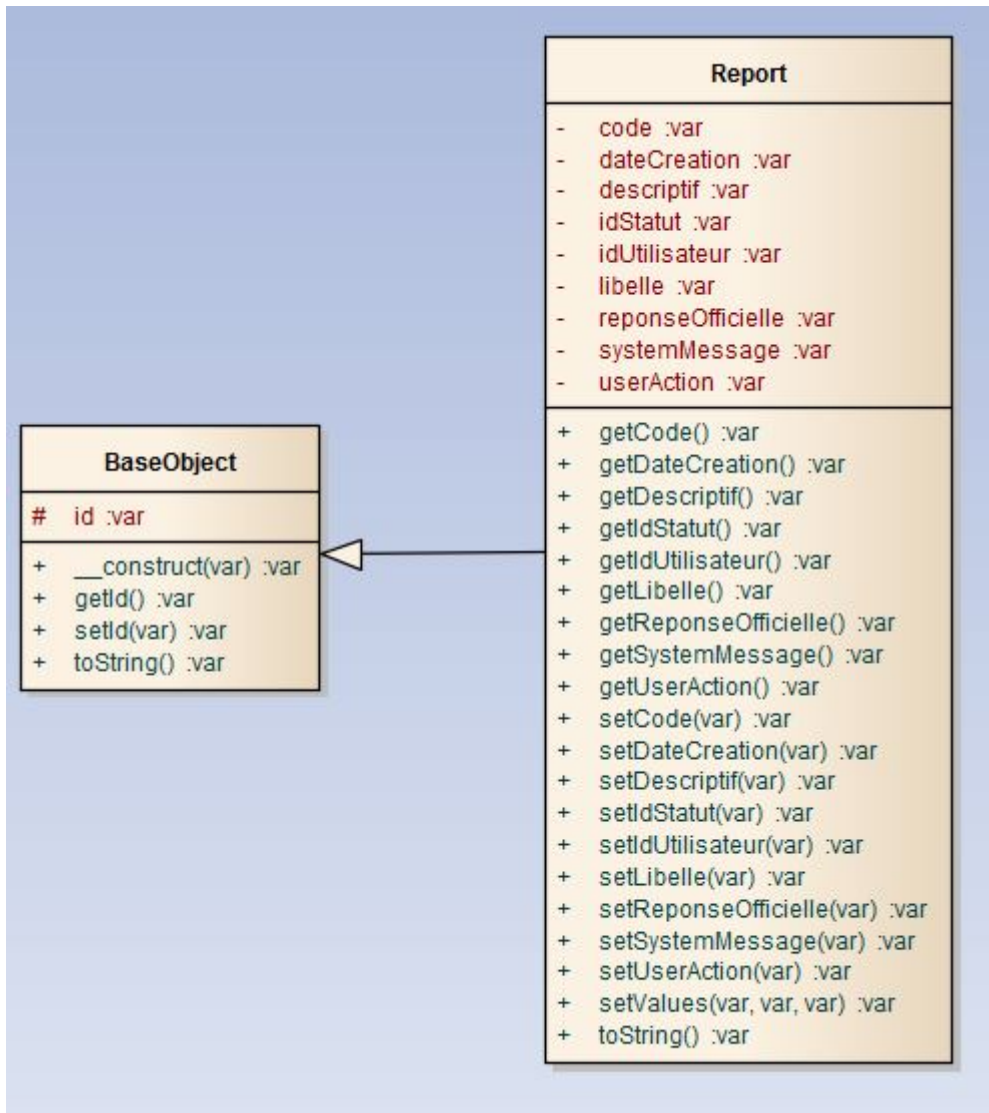 BaseObject
# id :var
+ __construct(var) :var
+ getId() :var
+ setId(var) :var
+ toString() :var
Report
- code :var
- dateCreation :var
- descriptif :var
- idStatut :var
- idUtilisateur :var
- libelle :var
- reponseOfficielle :var
- systemMessage :var
- userAction :var
+ getCode() :var
+ getDateCreation() :var
+ getDescriptif() :var
+ getIdStatut() :var
+ getIdUtilisateur() :var
+ getLibelle() :var
+ getReponseOfficielle() :var
+ getSystemMessage() :var
+ getUserAction() :var
+ setCode(var) :var
+ setDateCreation(var) :var
+ setDescriptif(var) :var
+ setIdStatut(var) :var
+ setIdUtilisateur(var) :var
+ setLibelle(var) :var
+ setReponseOfficielle(var) :var
+ setSystemMessage(var) :var
+ setUserAction(var) :var
+ setValues(var, var, var) :var
+ toString() :var